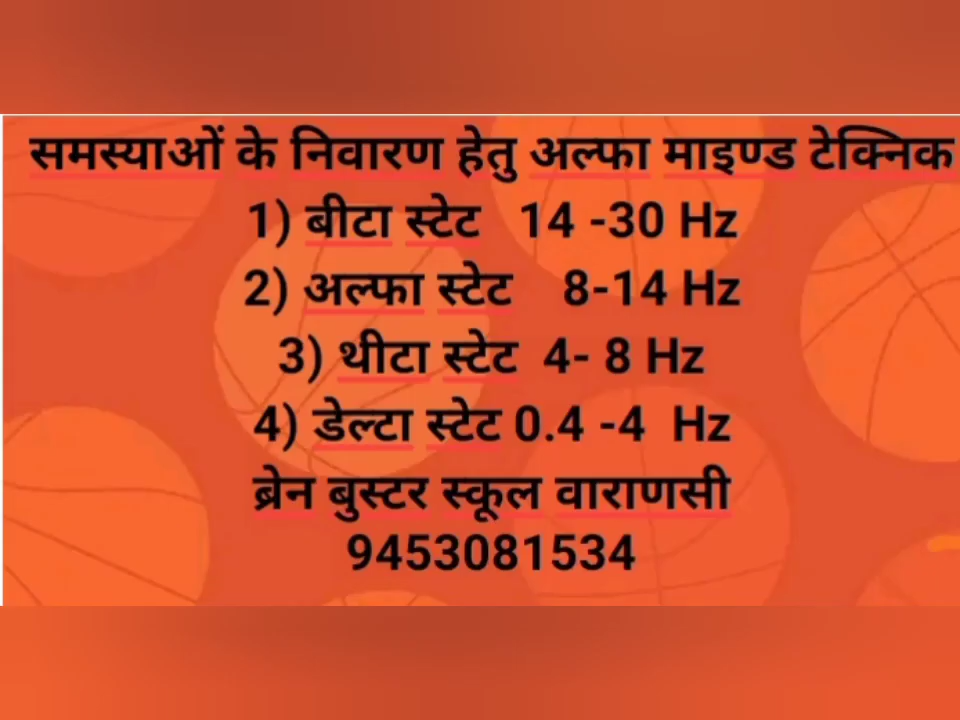 समस्याओं के निवारण हेतु अल्फा माइण्ड टेक्निक
1) बीटा स्टेट 14 -30 Hz
2) अल्फा स्टेट 8-14 Hz
3) थीटा स्टेट 4- 8 Hz
4) डेल्टा स्टेट 0.4 -4 Hz
ब्रेन बुस्टर स्कूल वाराणसी
9453081534